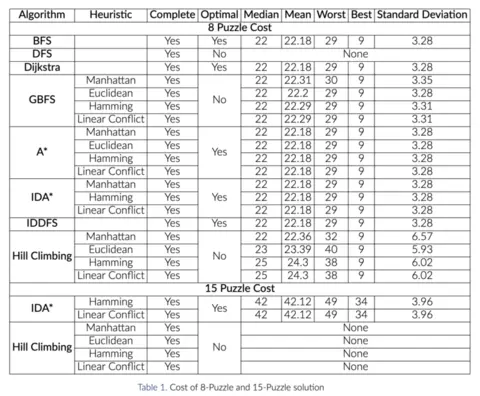 Algorithm Heuristic Complete Optimal Median Mean Worst Best Standard Deviation
8 Puzzle Cost
BFS Yes Yes 22 22.18 29 9 3.28
DFS Yes No None
Dijkstra Yes Yes 22 22.18 29 9 3.28
GBFS Manhattan Yes No 22 22.31 30 9 3.35
Euclidean Yes 22 22.2 29 9 3.28
Hamming Yes 22 22.29 29 9 3.31
Linear Conflict Yes 22 22.29 29 9 3.31
A* Manhattan Yes Yes 22 22.18 29 9 3.28
Euclidean Yes 22 22.18 29 9 3.28
Hamming Yes 22 22.18 29 9 3.28
Linear Conflict Yes 22 22.18 29 9 3.28
IDA* Manhattan Yes Yes 22 22.18 29 9 3.28
Hamming Yes 22 22.18 29 9 3.28
Linear Conflict Yes 22 22.18 29 9 3.28
IDDFS Yes Yes 22 22.18 29 9 3.28
Hill Climbing Manhattan Yes No 22 22.36 32 9 6.57
Euclidean Yes 23 23.39 40 9 5.93
Hamming Yes 25 24.3 38 9 6.02
Linear Conflict Yes 25 24.3 38 9 6.02
15 Puzzle Cost
IDA* Hamming Yes Yes 42 42.12 49 34 3.96
Linear Conflict Yes 42 42.12 49 34 3.96
Hill Climbing Manhattan Yes No None
Euclidean Yes None
Hamming Yes None
Linear Conflict Yes None
Table 1. Cost of 8-Puzzle and 15-Puzzle solution